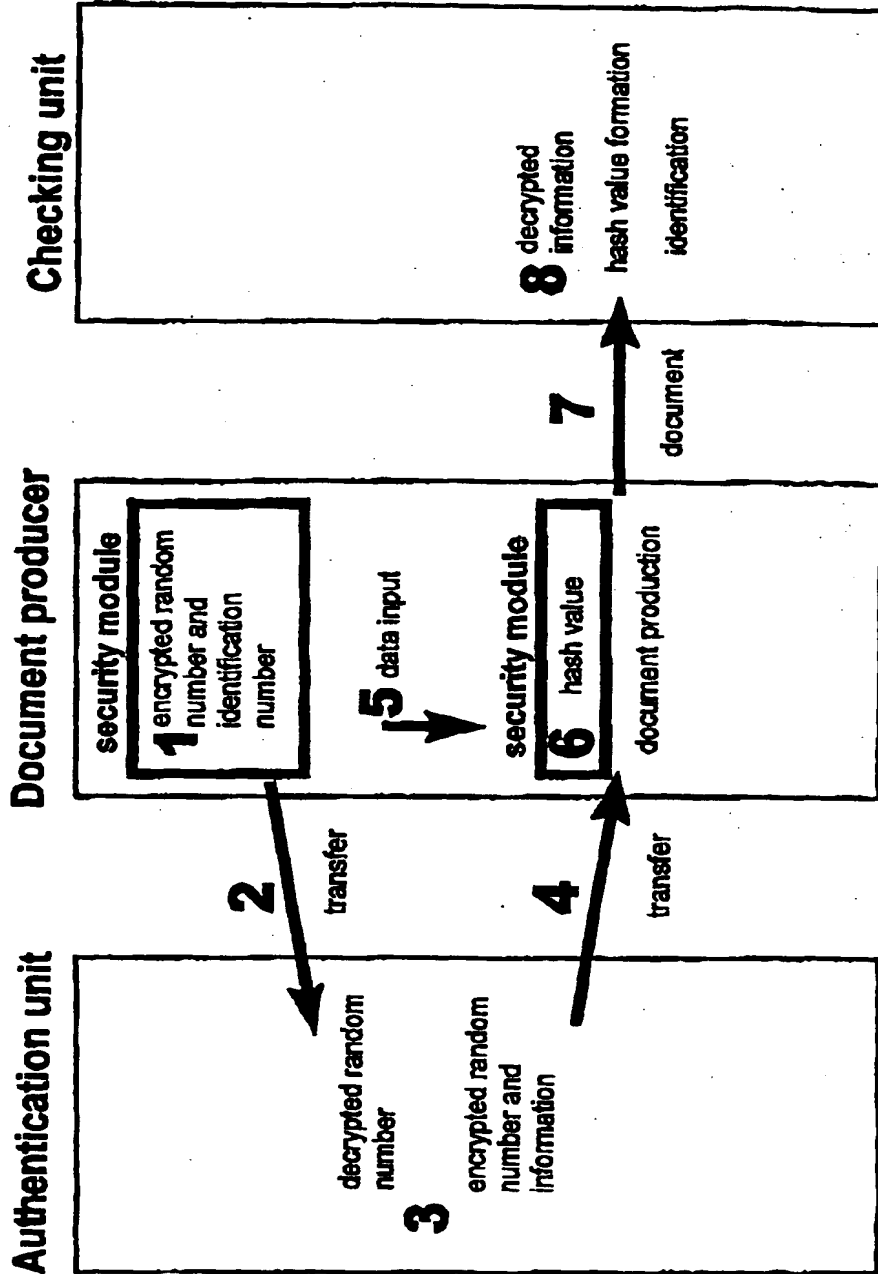 Authentication unit
Document producer
Checking unit
security module
1 encrypted random
number and
identification
number
2
transfer
decrypted random
number
3
encrypted random
number and
information
4
transfer
5 data input
security module
6 hash value
document production
7
document
8 decrypted
information
hash value formation
identification